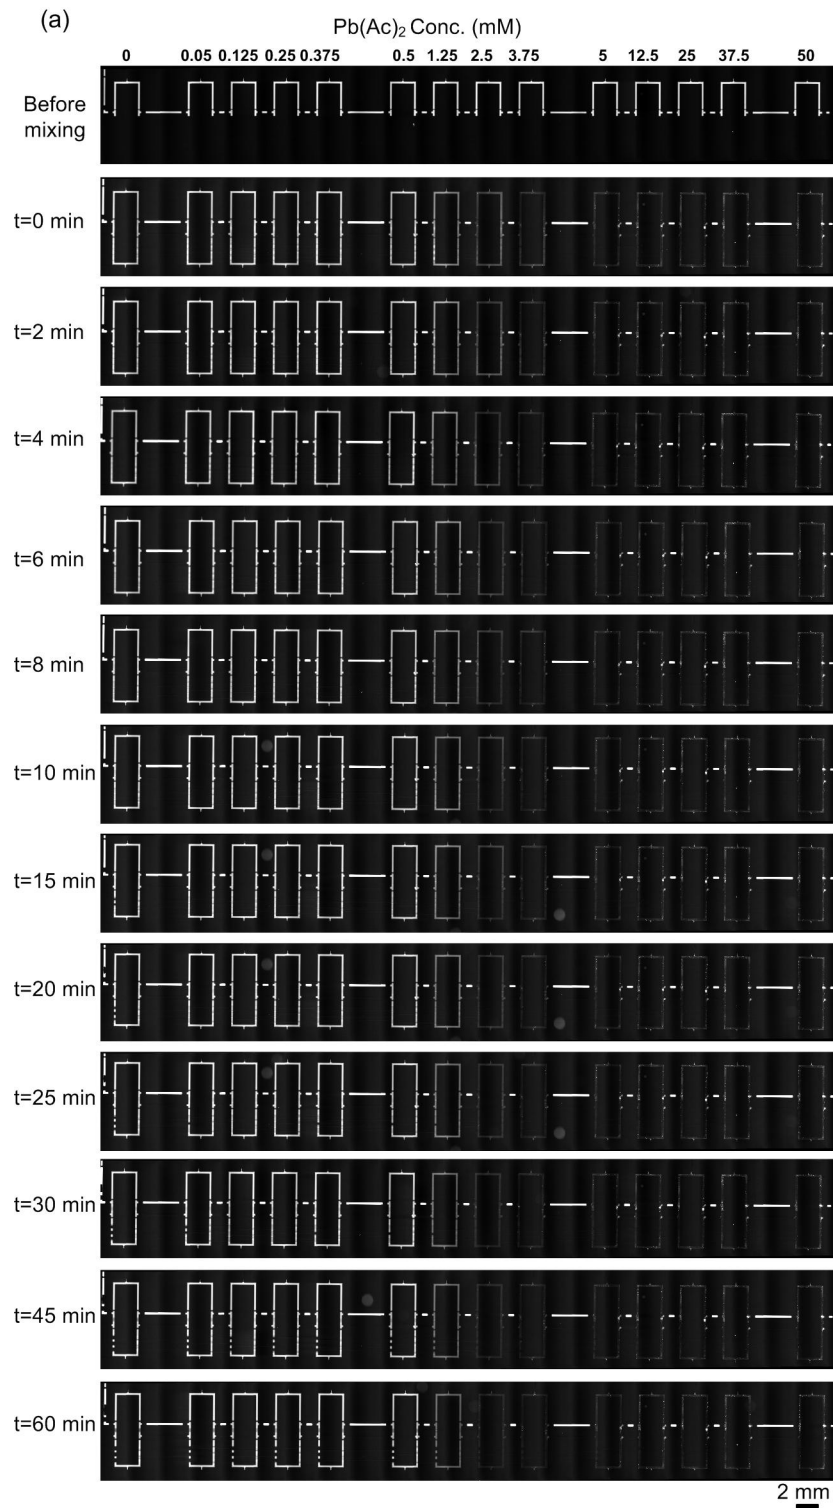 (a)
Pb(Ac)2 Conc. (mM)
0 0.05 0.125 0.25 0.375 0.5 1.25 2.5 3.75 5 12.5 25 37.5 50
Before
mixing
t=0 min
t=2 min
t=4 min
t=6 min
t=8 min
t=10 min
t=15 min
t=20 min
t=25 min
t=30 min
t=45 min
t=60 min
2 mm